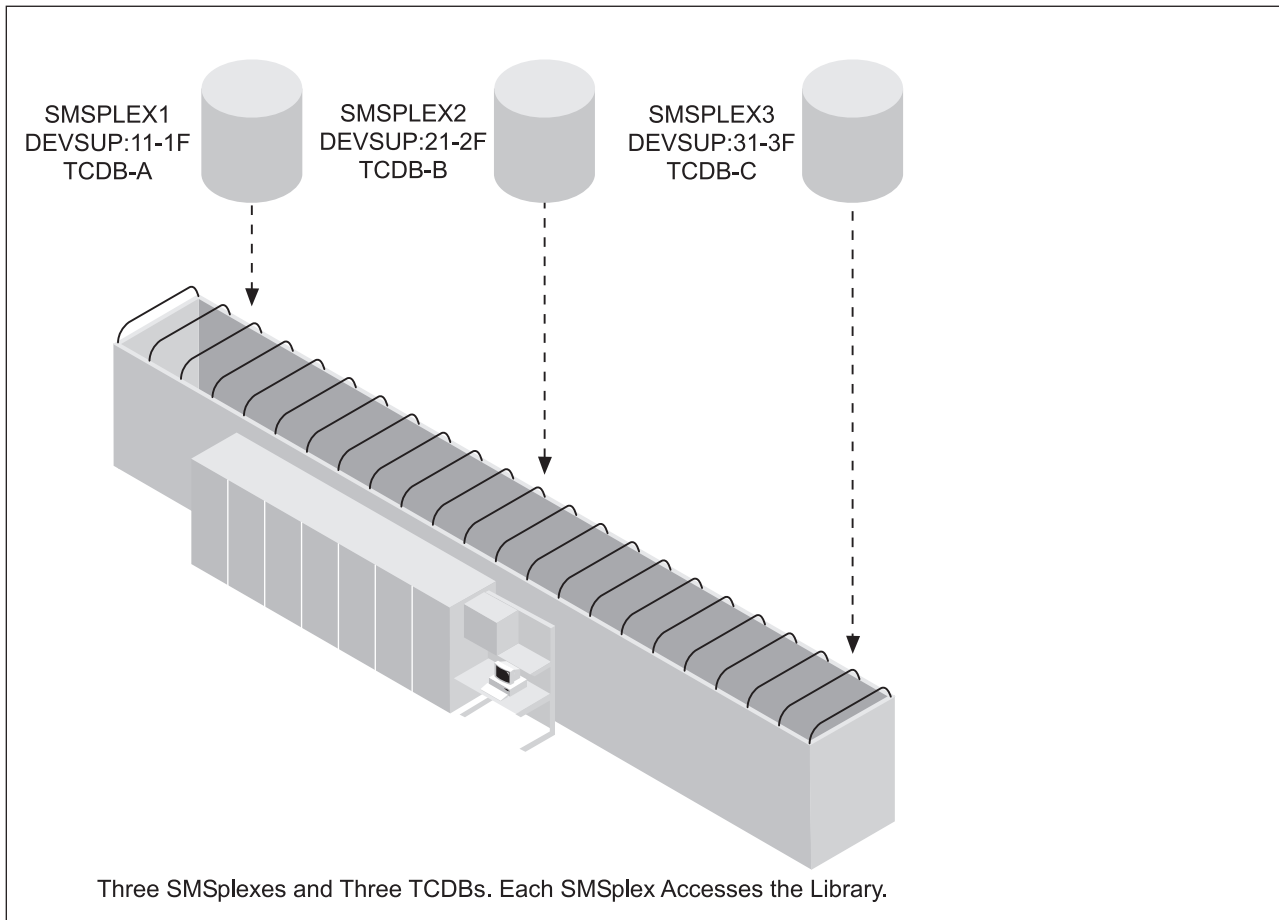 SMSPLEX1
DEVSUP:11-1F
TCDB-A
SMSPLEX2
DEVSUP:21-2F
TCDB-B
SMSPLEX3
DEVSUP:31-3F
TCDB-C
Three SMSplexes and Three TCDBs. Each SMSplex Accesses the Library.